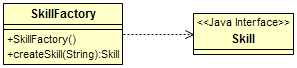 SkillFactory
+SkillFactory()
+createSkill(String):Skill
<<Java Interface>>
Skill